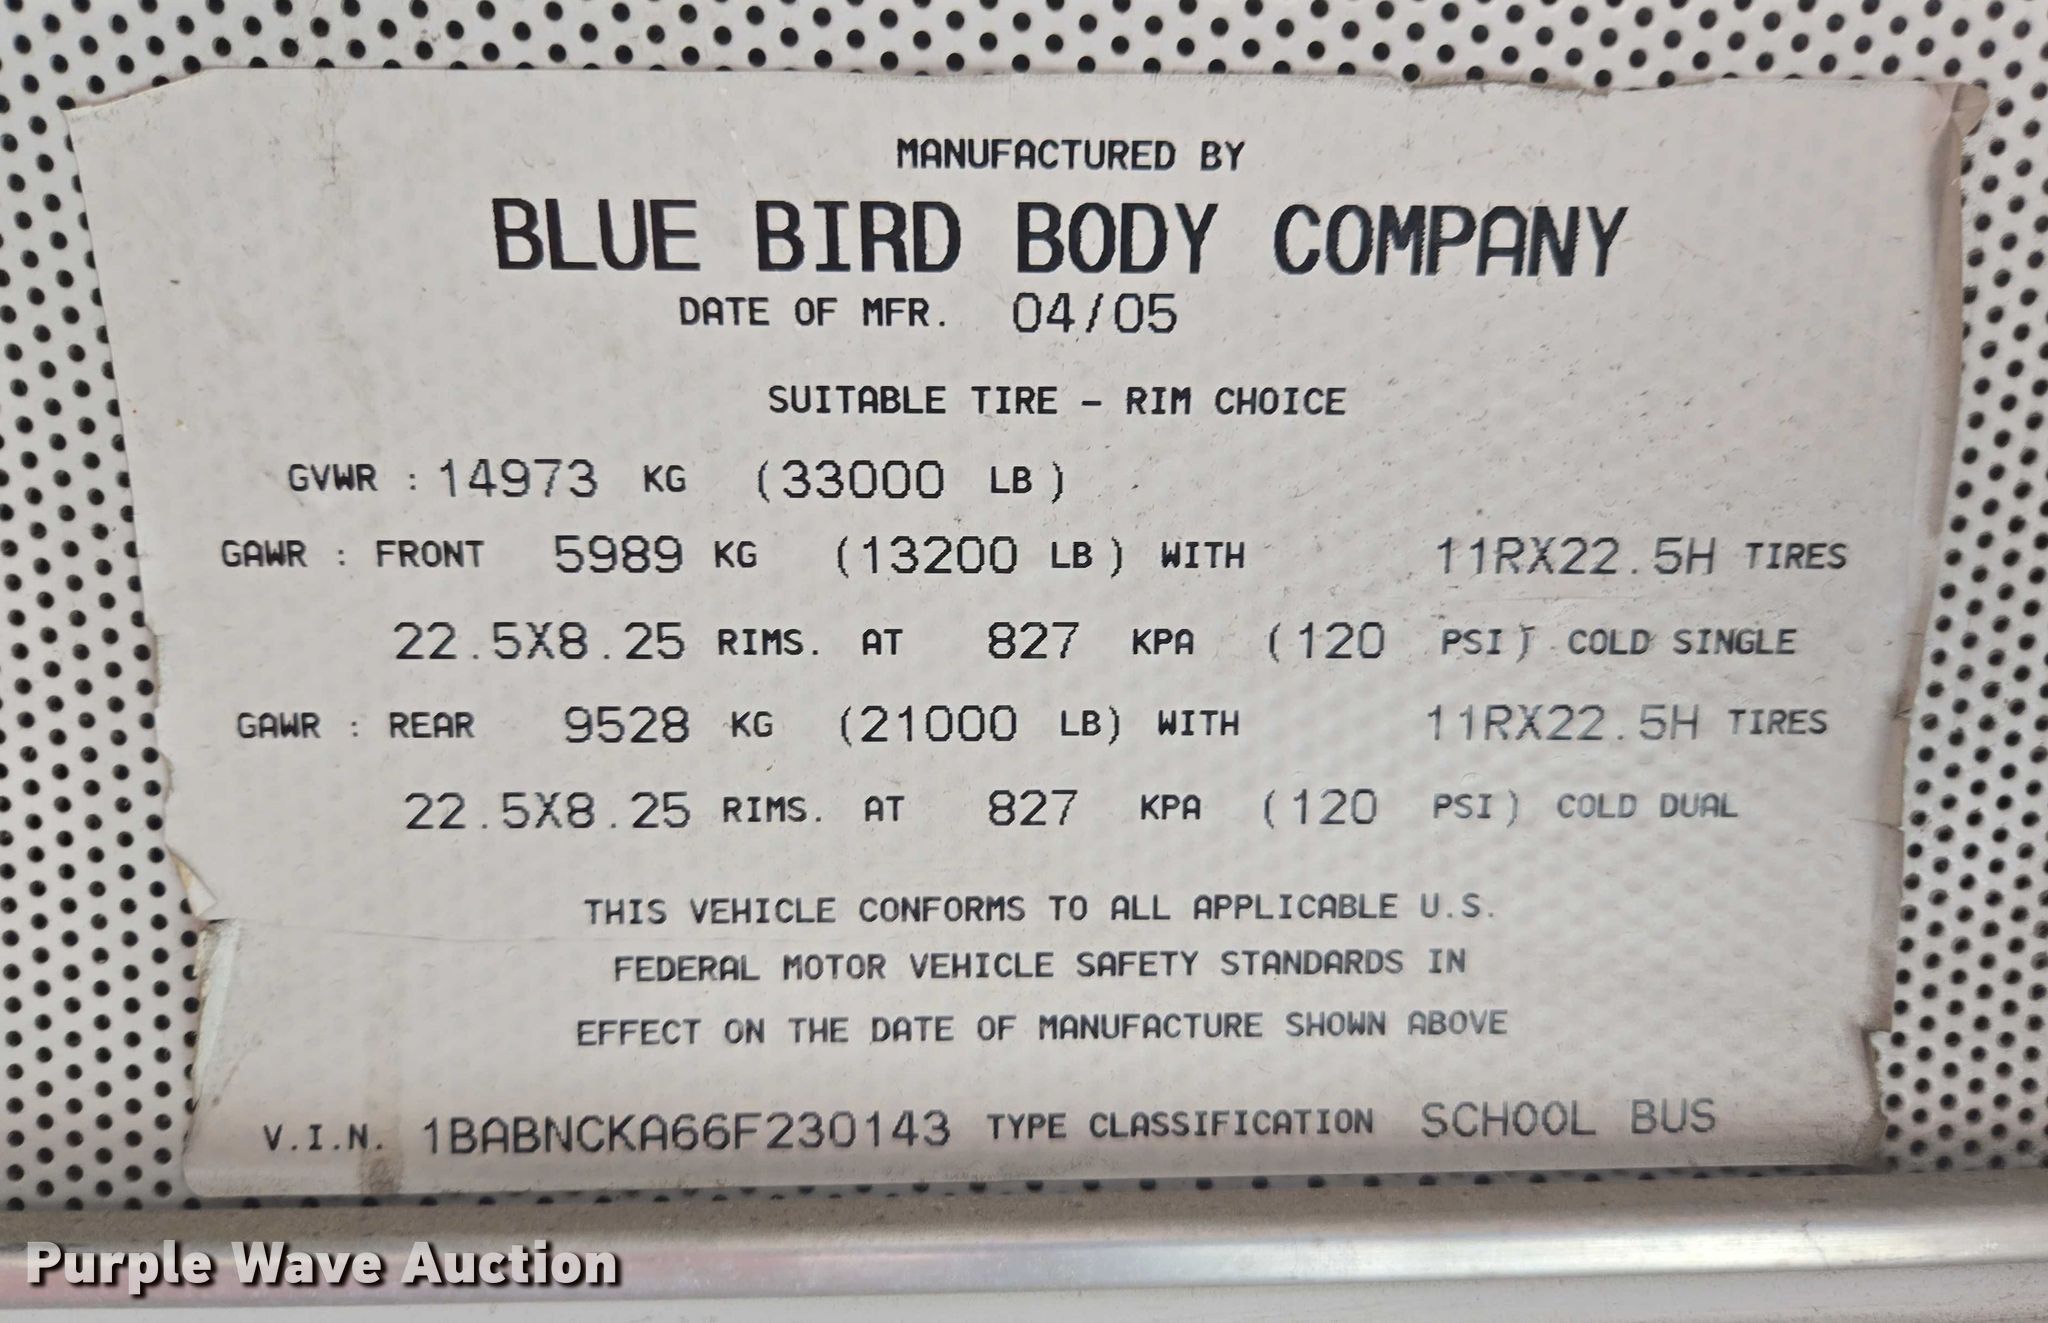 MANUFACTURED BY
BLUE BIRD BODY COMPANY
DATE OF MFR. 04/05
SUITABLE TIRE - RIM CHOICE
GVWR : 14973 KG (33000 LB)
GAWR : FRONT 5989 KG (13200 LB) WITH 11RX22.5H TIRES
22.5X8.25 RIMS. AT 827 KPA (120 PSI) COLD SINGLE
GAWR : REAR 9528 KG (21000 LB) WITH 11RX22.5H TIRES
22.5X8.25 RIMS. AT 827 KPA (120 PSI) COLD DUAL
THIS VEHICLE CONFORMS TO ALL APPLICABLE U.S.
FEDERAL MOTOR VEHICLE SAFETY STANDARDS IN
EFFECT ON THE DATE OF MANUFACTURE SHOWN ABOVE
V.I.N. 1BABNCKA66F230143 TYPE CLASSIFICATION SCHOOL BUS
Purple Wave Auction